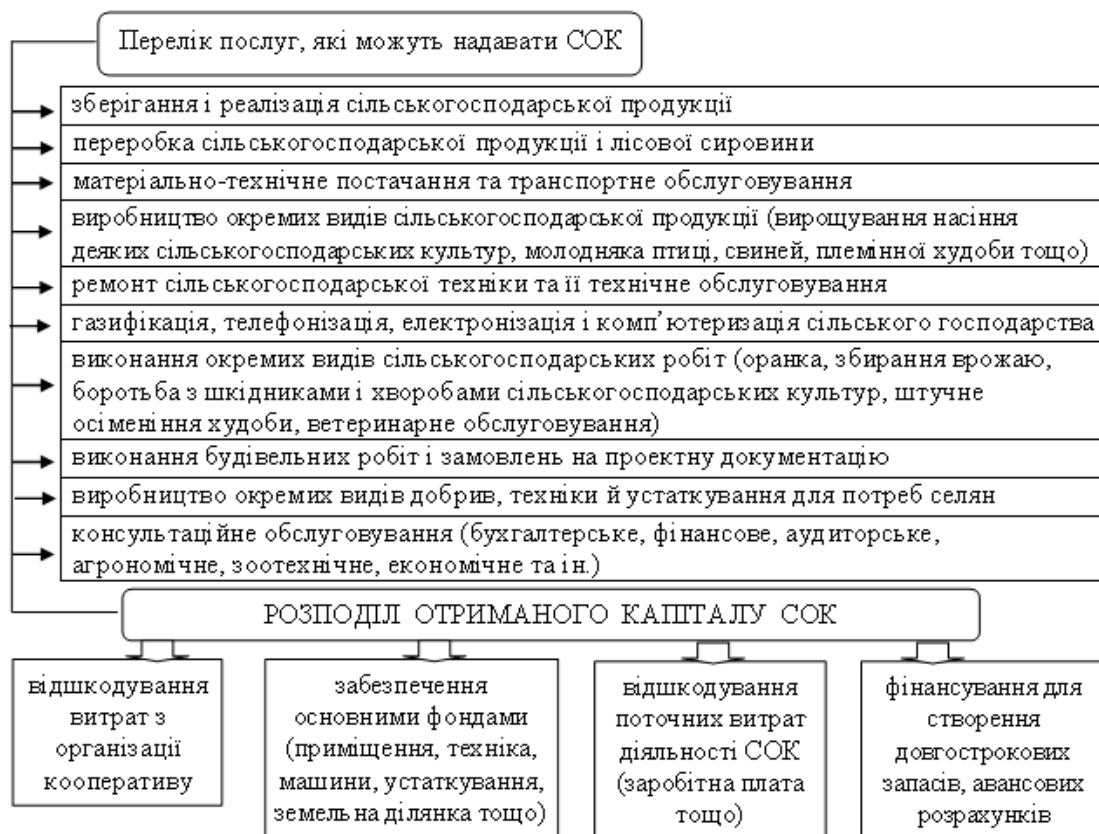 Перелік послуг, які можуть надавати СОК
зберігання і реалізація сільськогосподарської продукції
переробка сільськогосподарської продукції і лісової сировини
матеріально-технічне постачання та транспортне обслуговування
виробництво окремих видів сільськогосподарської продукції (вирощування насіння
деяких сільськогосподарських культур, молодняка птиці, свиней, племінної худоби тощо)
ремонт сільськогосподарської техніки та її технічне обслуговування
газифікація, телефонізація, електронізація і комп’ютеризація сільського господарства
виконання окремих видів сільськогосподарських робіт (оранка, збирання врожаю,
боротьба з шкідниками і хворобами сільськогосподарських культур, штучне
осіменіння худоби, ветеринарне обслуговування)
виконання будівельних робіт і замовлень на проектну документацію
виробництво окремих видів добрив, техніки й устаткування для потреб селян
консультаційне обслуговування (бухгалтерське, фінансове, аудиторське,
агрономічне, зоотехнічне, економічне та ін.)
РОЗПОДІЛ ОТРИМАНОГО КАПІТАЛУ СОК
відшкодування
витрат з
організації
кооперативу
забезпечення
основними фондами
(приміщення, техніка,
машини, устаткування,
земельна ділянка тощо)
відшкодування
поточних витрат
діяльності СОК
(заробітна плата
тощо)
фінансування для
створення
довгострокових
запасів, авансових
розрахунків